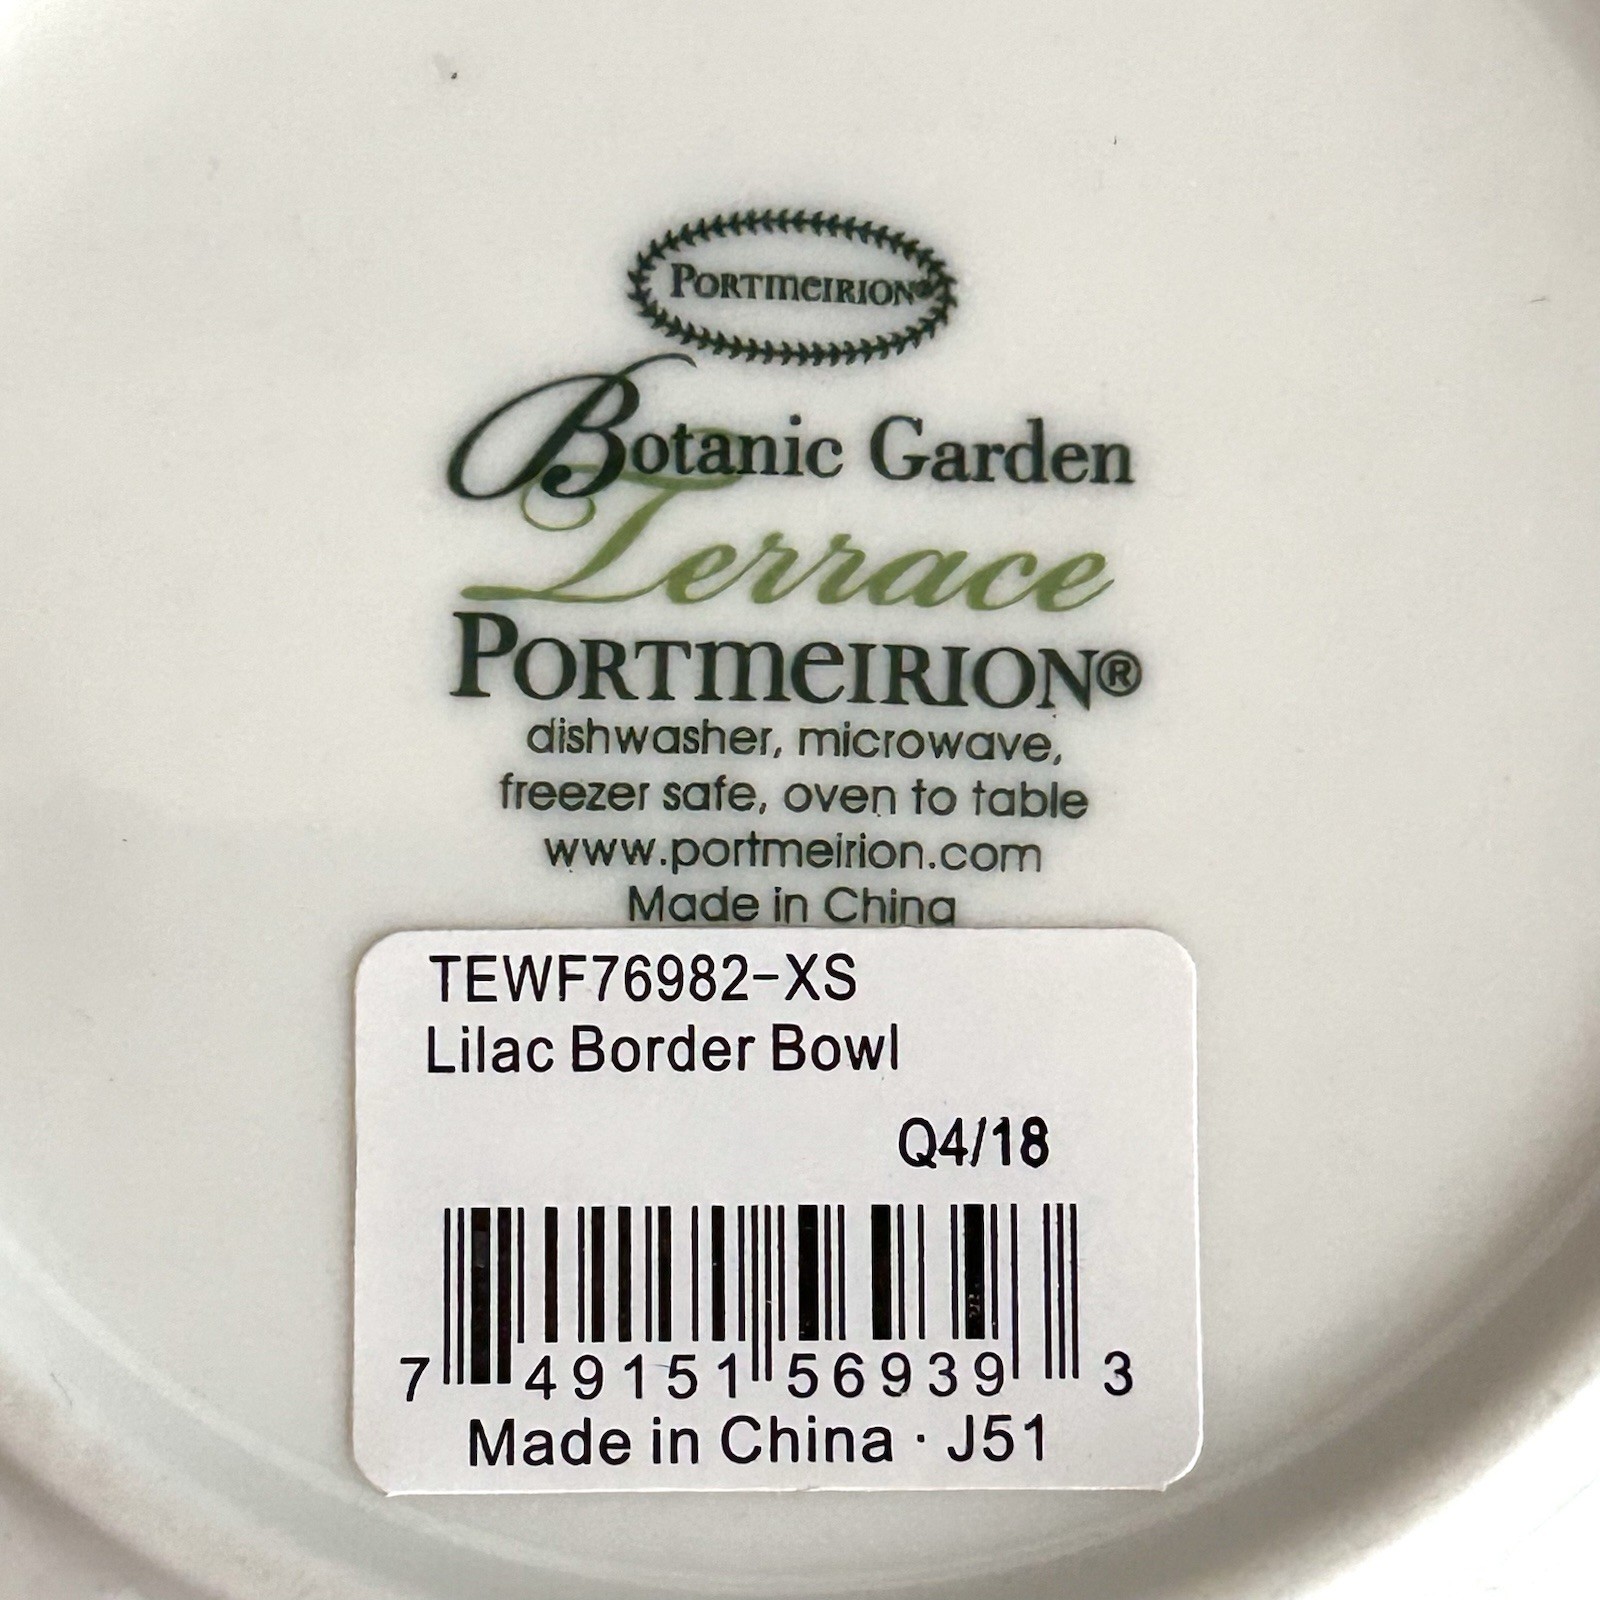 PORTMEIRION®
Botanic Garden
Terrace
PORTMEIRION®
dishwasher, microwave,
freezer safe, oven to table
www.portmeirion.com
Made in China
TEWF76982-XS
Lilac Border Bowl
Q4/18
7 49151 56939 3
Made in China · J51